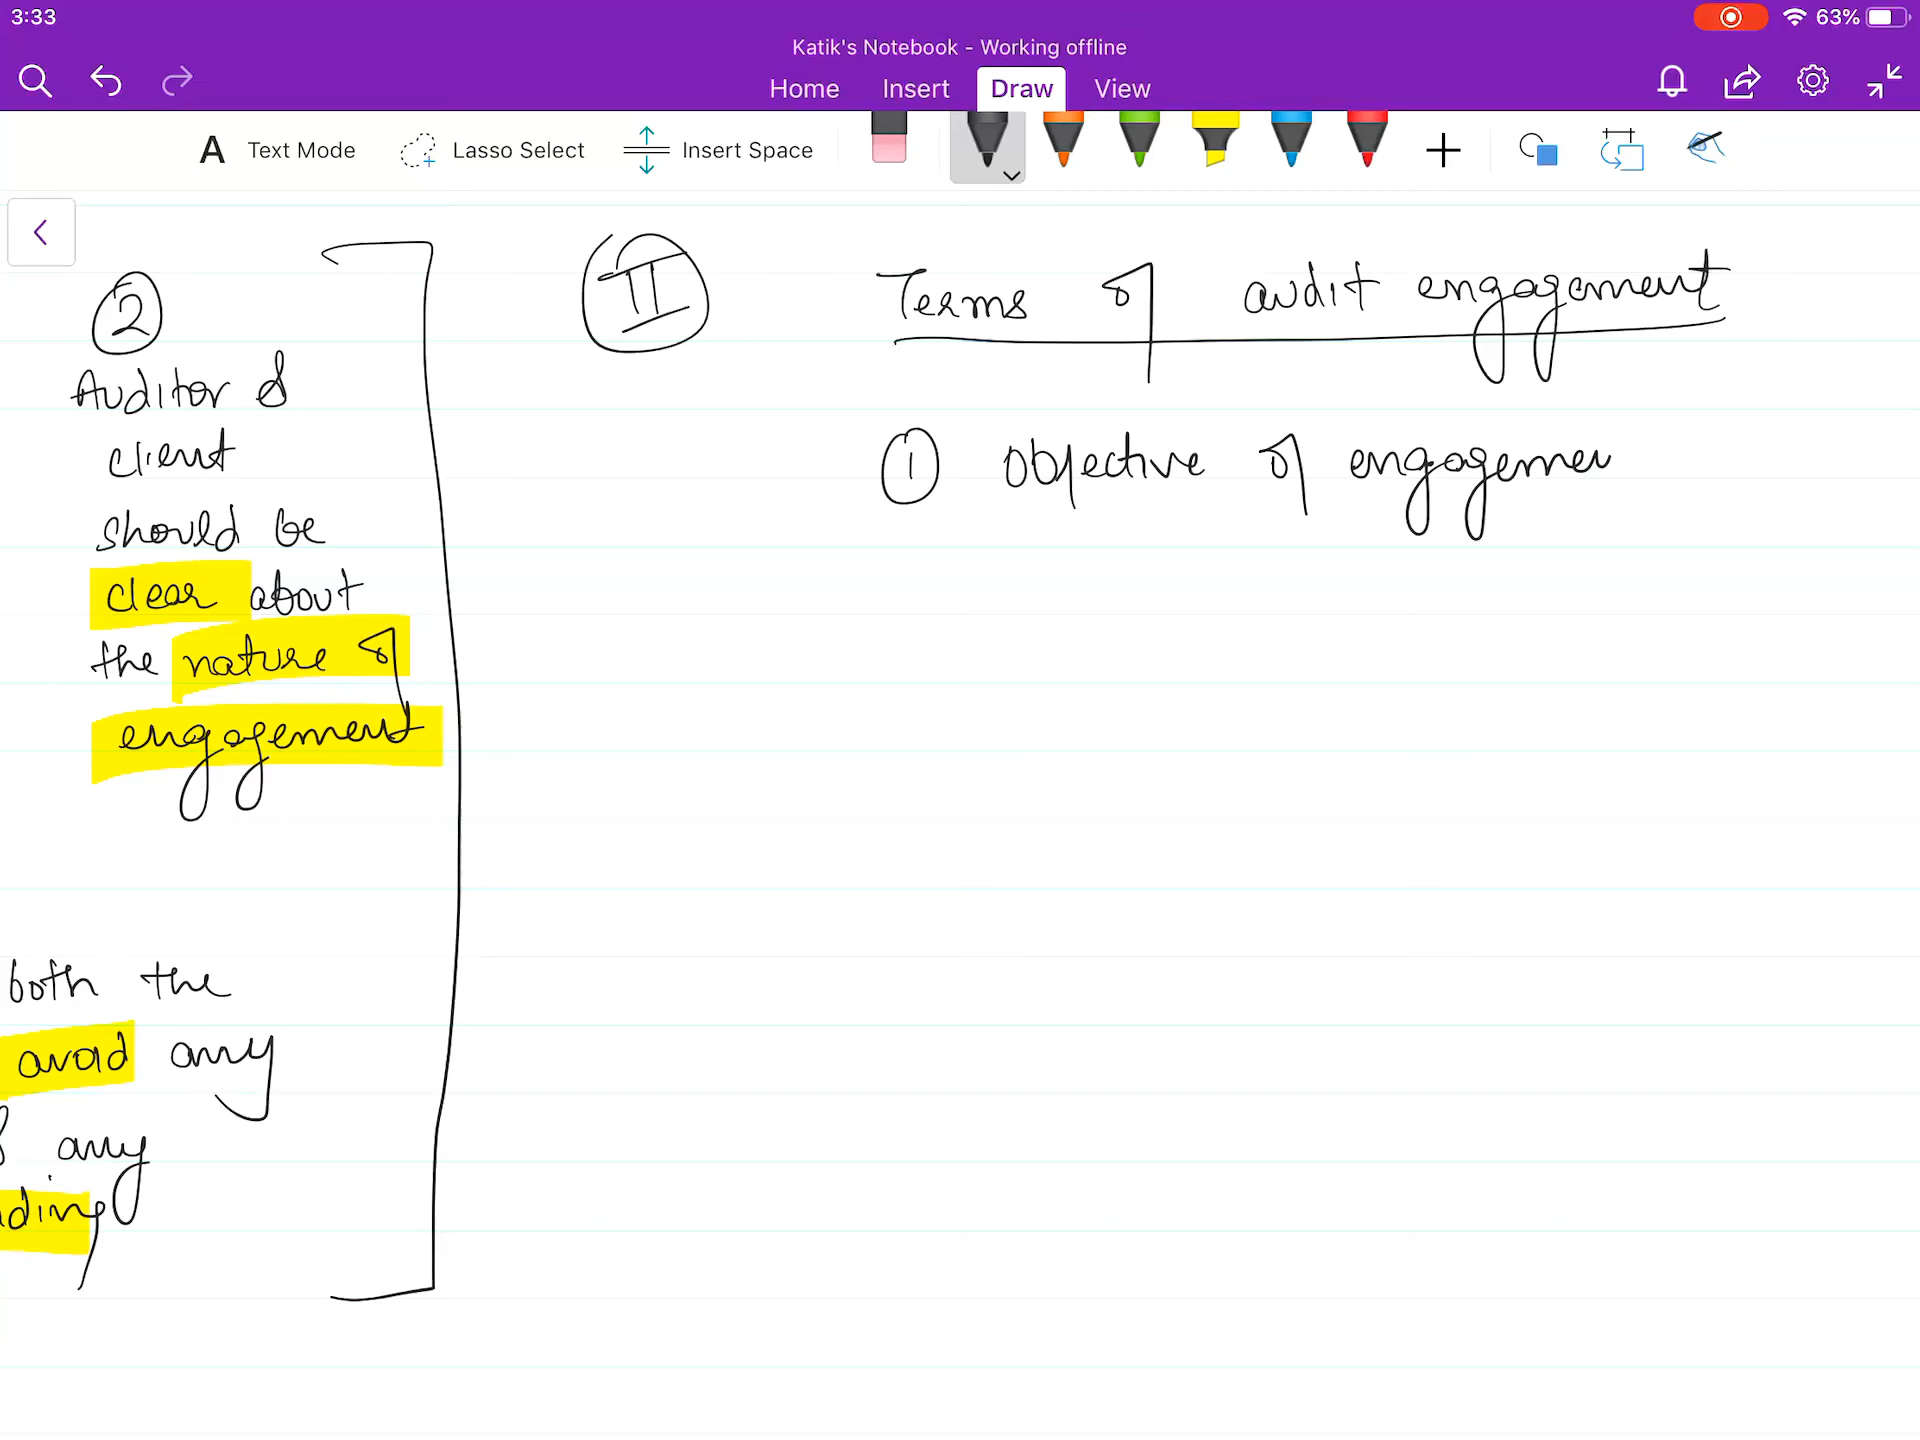 3:33
63%
Katik's Notebook - Working offline
Home Insert Draw View
A Text Mode Lasso Select Insert Space
2
Auditor &
client
should be
clear about
the nature of
engagement
both the
avoid any
any
ding
II Terms of audit engagement
1 objective of engagemen